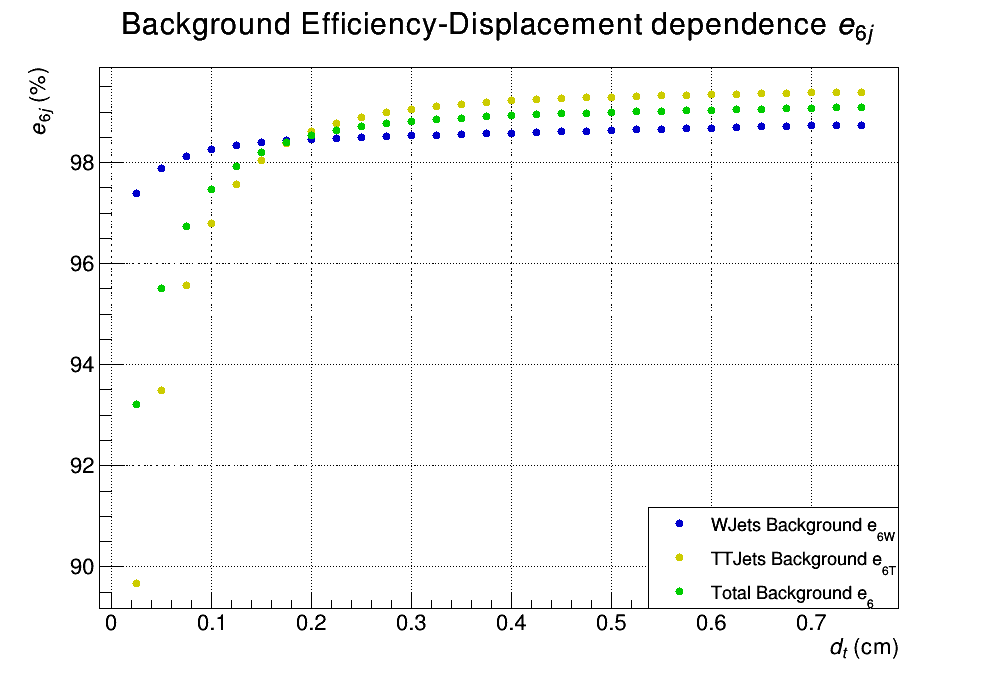 Background Efficiency-Displacement dependence e6j
e6j (%)
98
96
94
92
90
WJets Background e6W
TTJets Background e6T
Total Background e6
0 0.1 0.2 0.3 0.4 0.5 0.6 0.7
dt (cm)